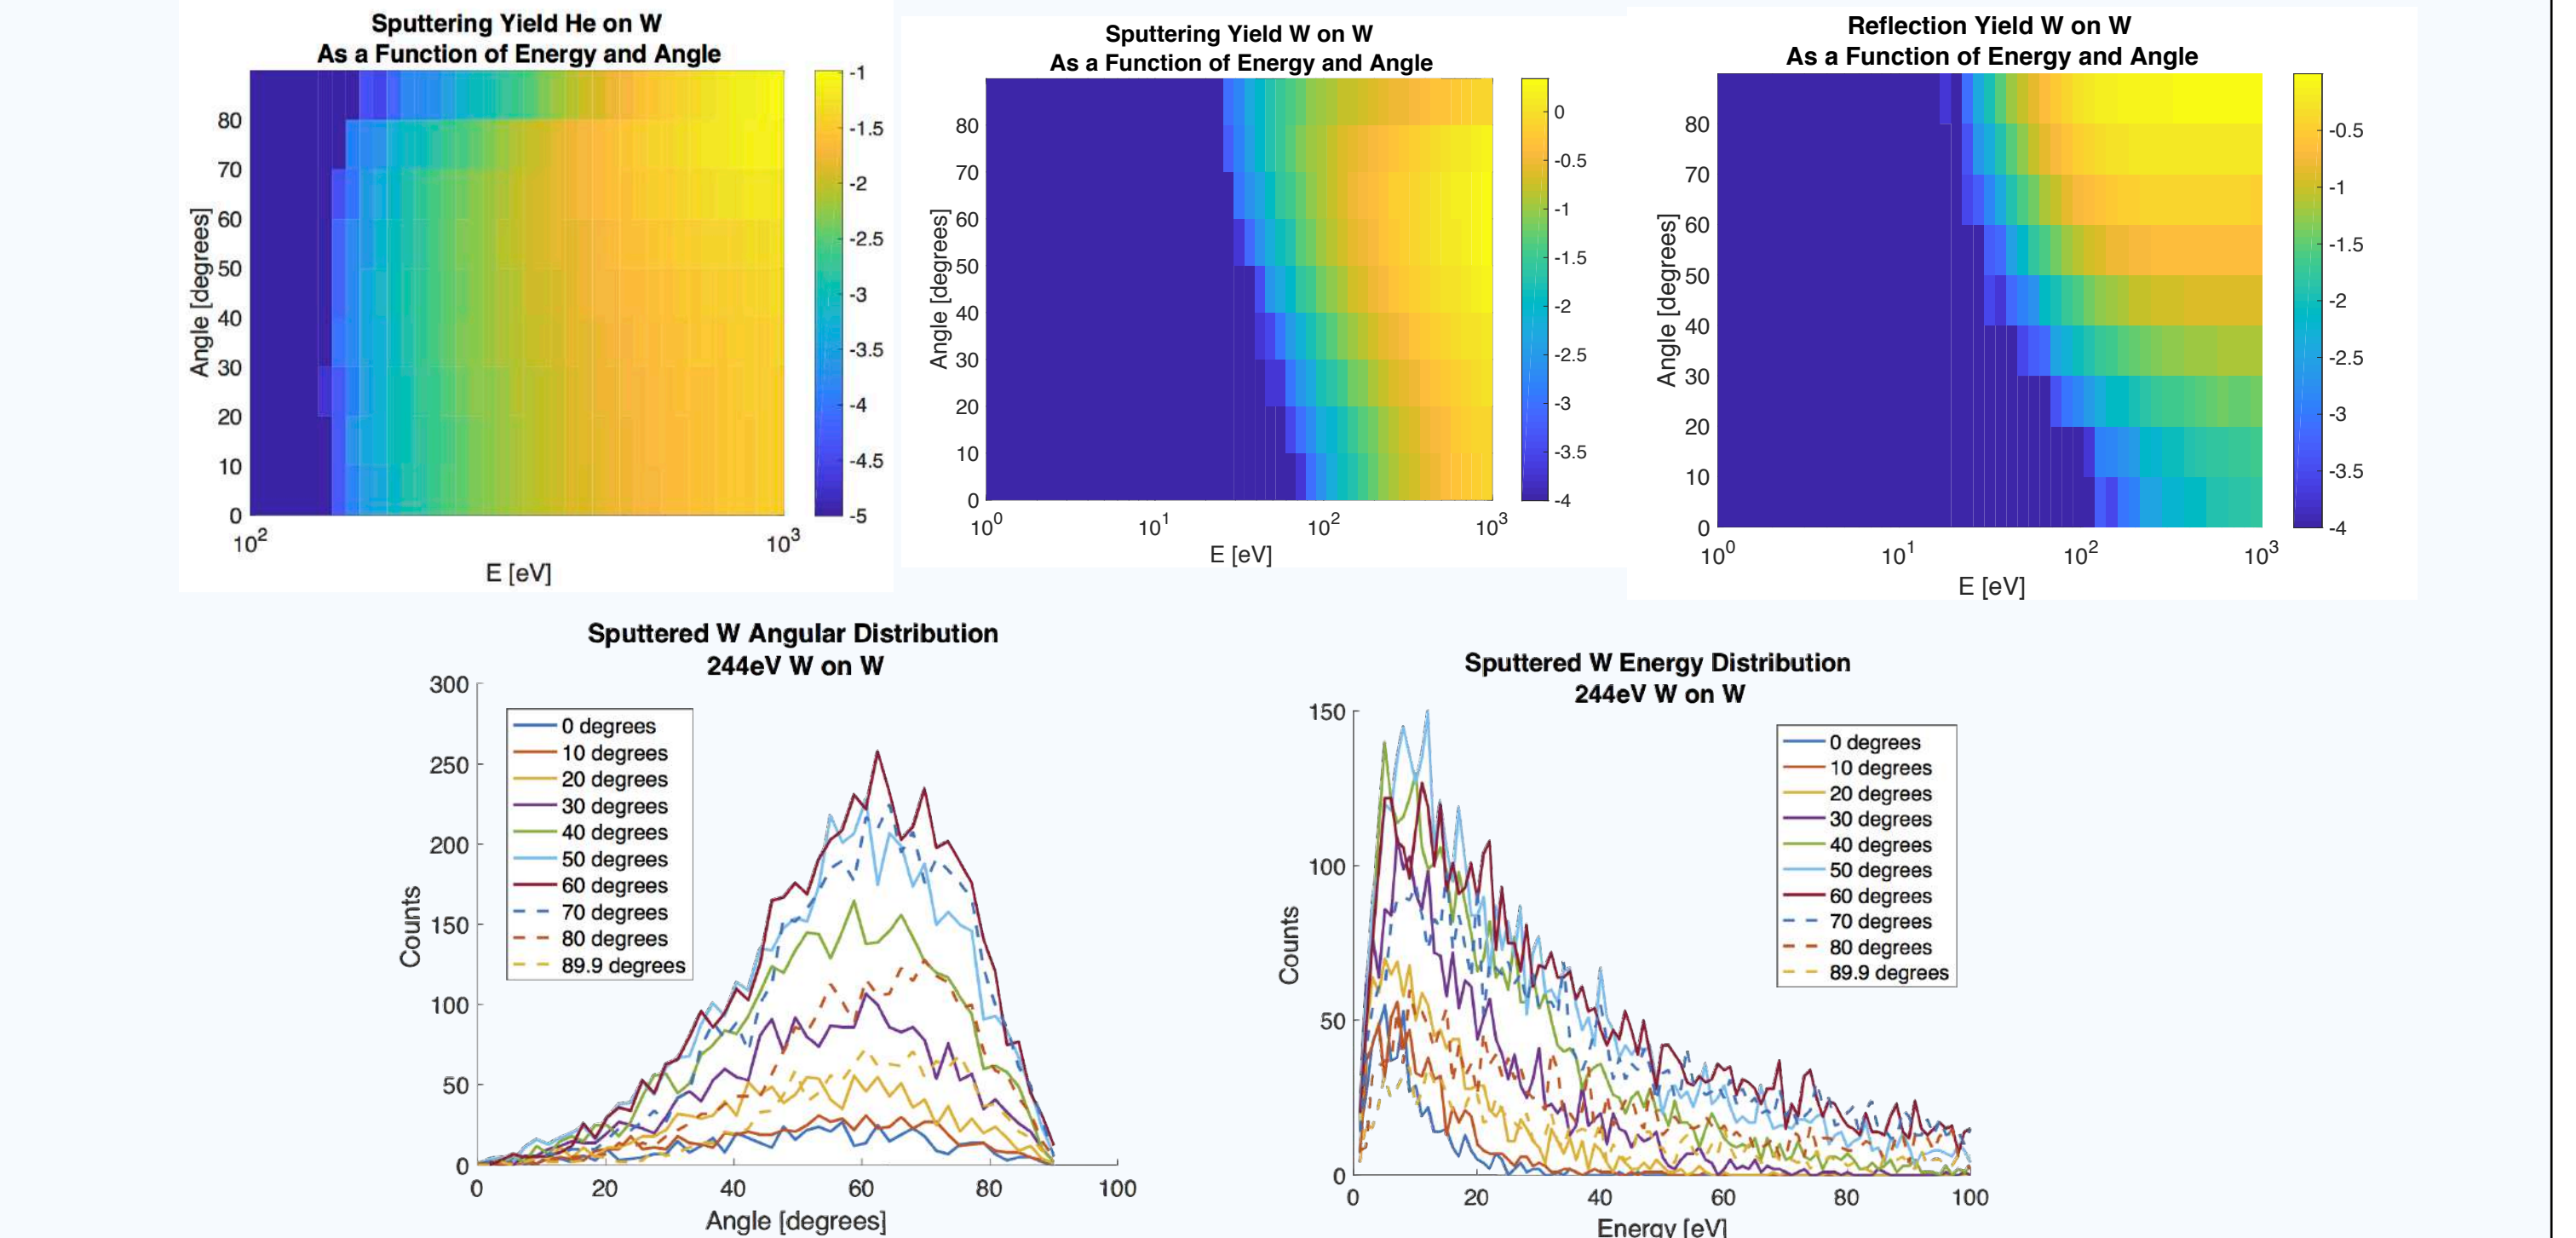 Sputtering Yield He on W
As a Function of Energy and Angle
Angle [degrees]
80
70
60
50
40
30
20
10
0
10^2
10^3
E [eV]
-1
-1.5
-2
-2.5
-3
-3.5
-4
-4.5
-5
Sputtering Yield W on W
As a Function of Energy and Angle
Angle [degrees]
80
70
60
50
40
30
20
10
0
10^0
10^1
10^2
10^3
E [eV]
0
-0.5
-1
-1.5
-2
-2.5
-3
-3.5
-4
Reflection Yield W on W
As a Function of Energy and Angle
Angle [degrees]
80
70
60
50
40
30
20
10
0
10^0
10^1
10^2
10^3
E [eV]
-0.5
-1
-1.5
-2
-2.5
-3
-3.5
-4
Sputtered W Angular Distribution
244eV W on W
Counts
300
250
200
150
100
50
0
0 degrees
10 degrees
20 degrees
30 degrees
40 degrees
50 degrees
60 degrees
70 degrees
80 degrees
89.9 degrees
0
20
40
60
80
100
Angle [degrees]
Sputtered W Energy Distribution
244eV W on W
Counts
150
100
50
0
0 degrees
10 degrees
20 degrees
30 degrees
40 degrees
50 degrees
60 degrees
70 degrees
80 degrees
89.9 degrees
0
20
40
60
80
100
Energy [eV]